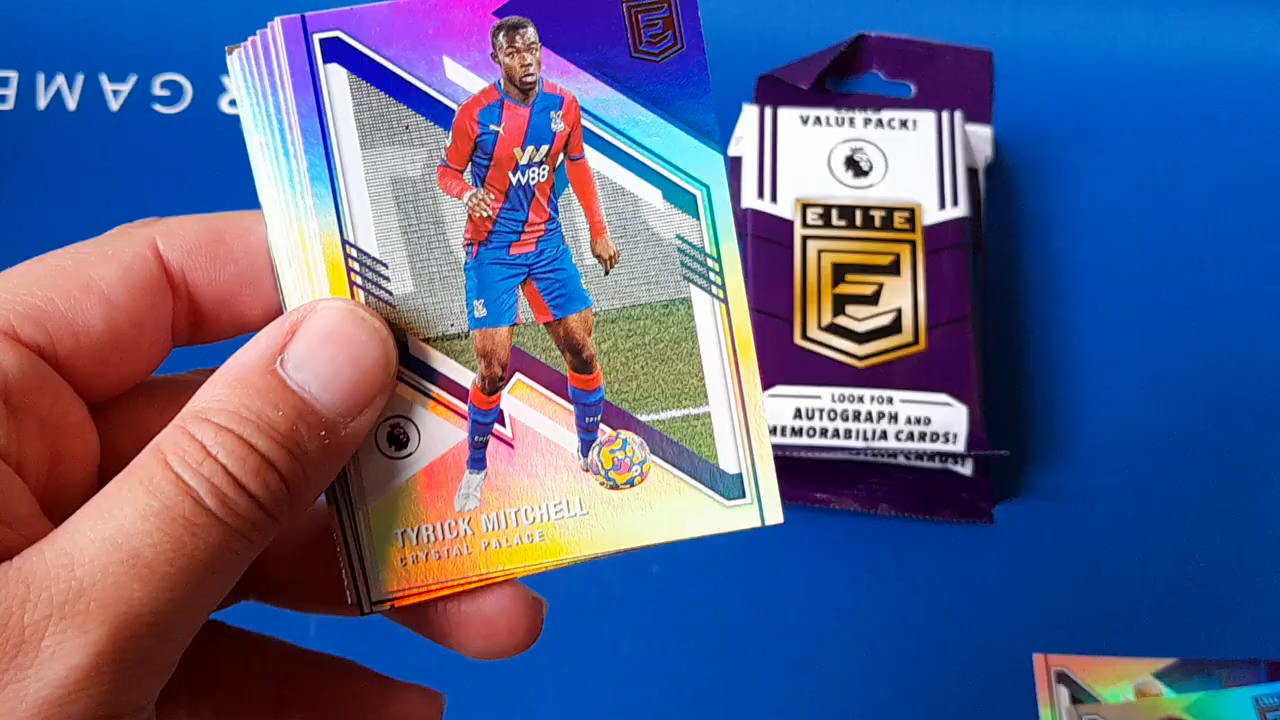 R GAME
W88
TYRICK MITCHELL
CRYSTAL PALACE
VALUE PACK!
ELITE
E
LOOK FOR
AUTOGRAPH AND
MEMORABILIA CARDS!